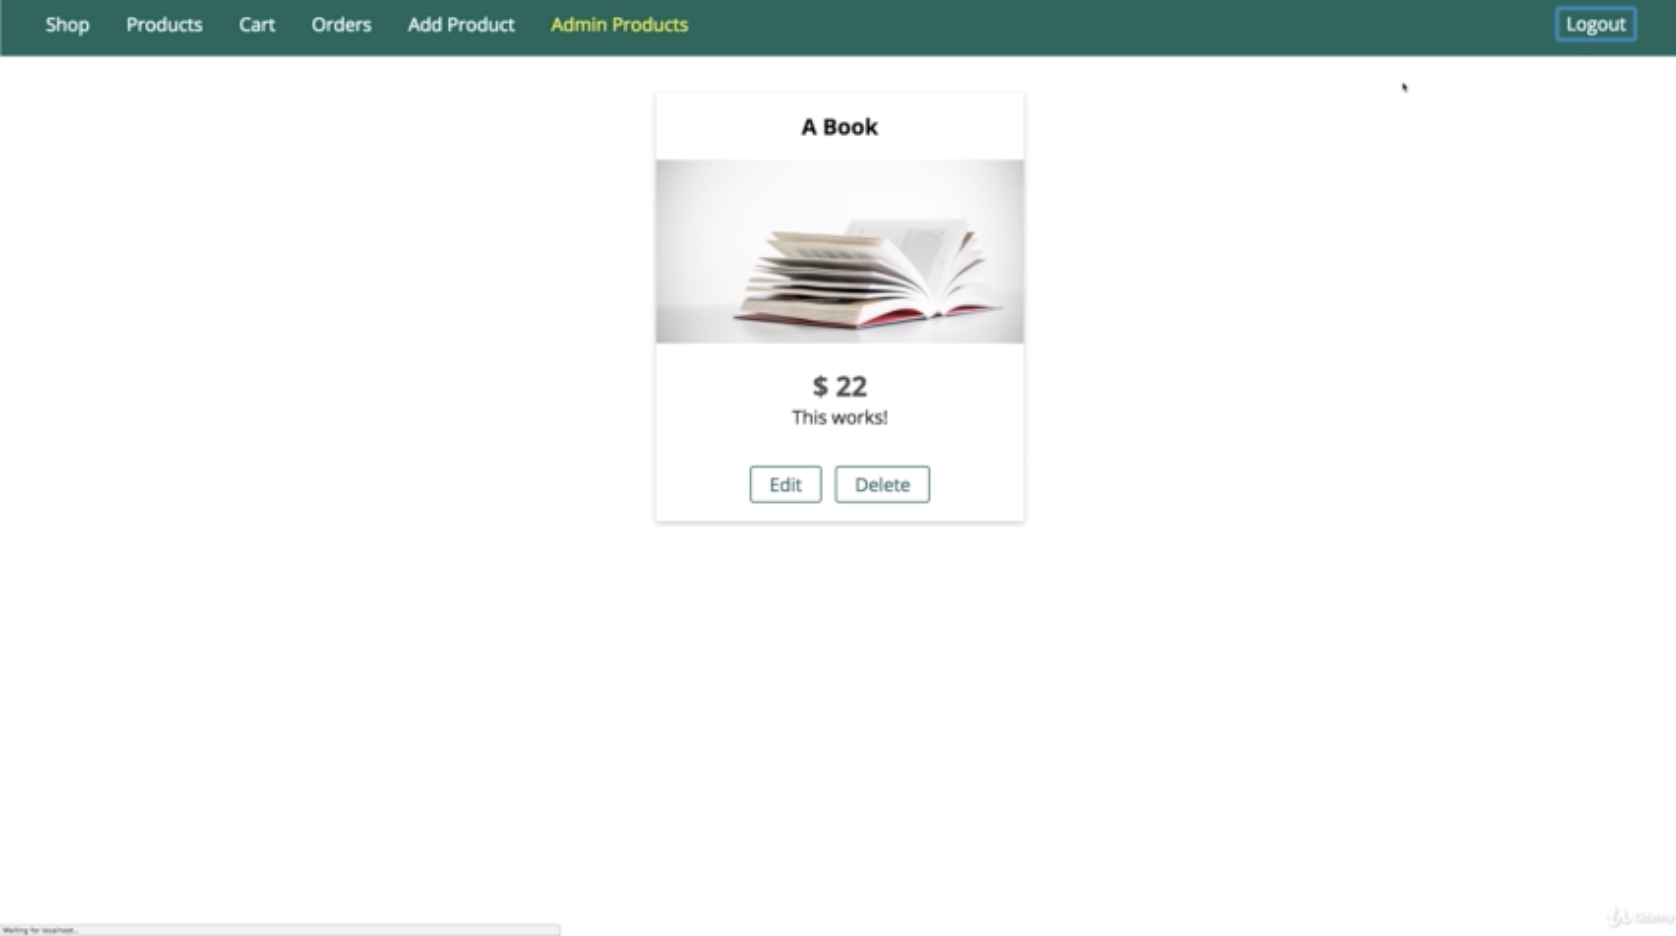 Shop Products Cart Orders Add Product Admin Products Logout
A Book
$ 22
This works!
Edit Delete
Waiting for localhost...
Udemy